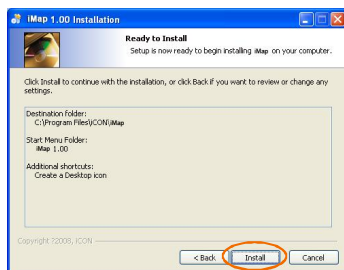 iMap 1.00 Installation
Ready to Install
Setup is now ready to begin installing iMap on your computer.
Click Install to continue with the installation, or click Back if you want to review or change any
settings.
Destination folder:
C:\Program Files\iCON\iMap
Start Menu Folder:
iMap 1.00
Additional shortcuts:
Create a Desktop icon
Copyright ?2008, iCON
< Back
Install
Cancel